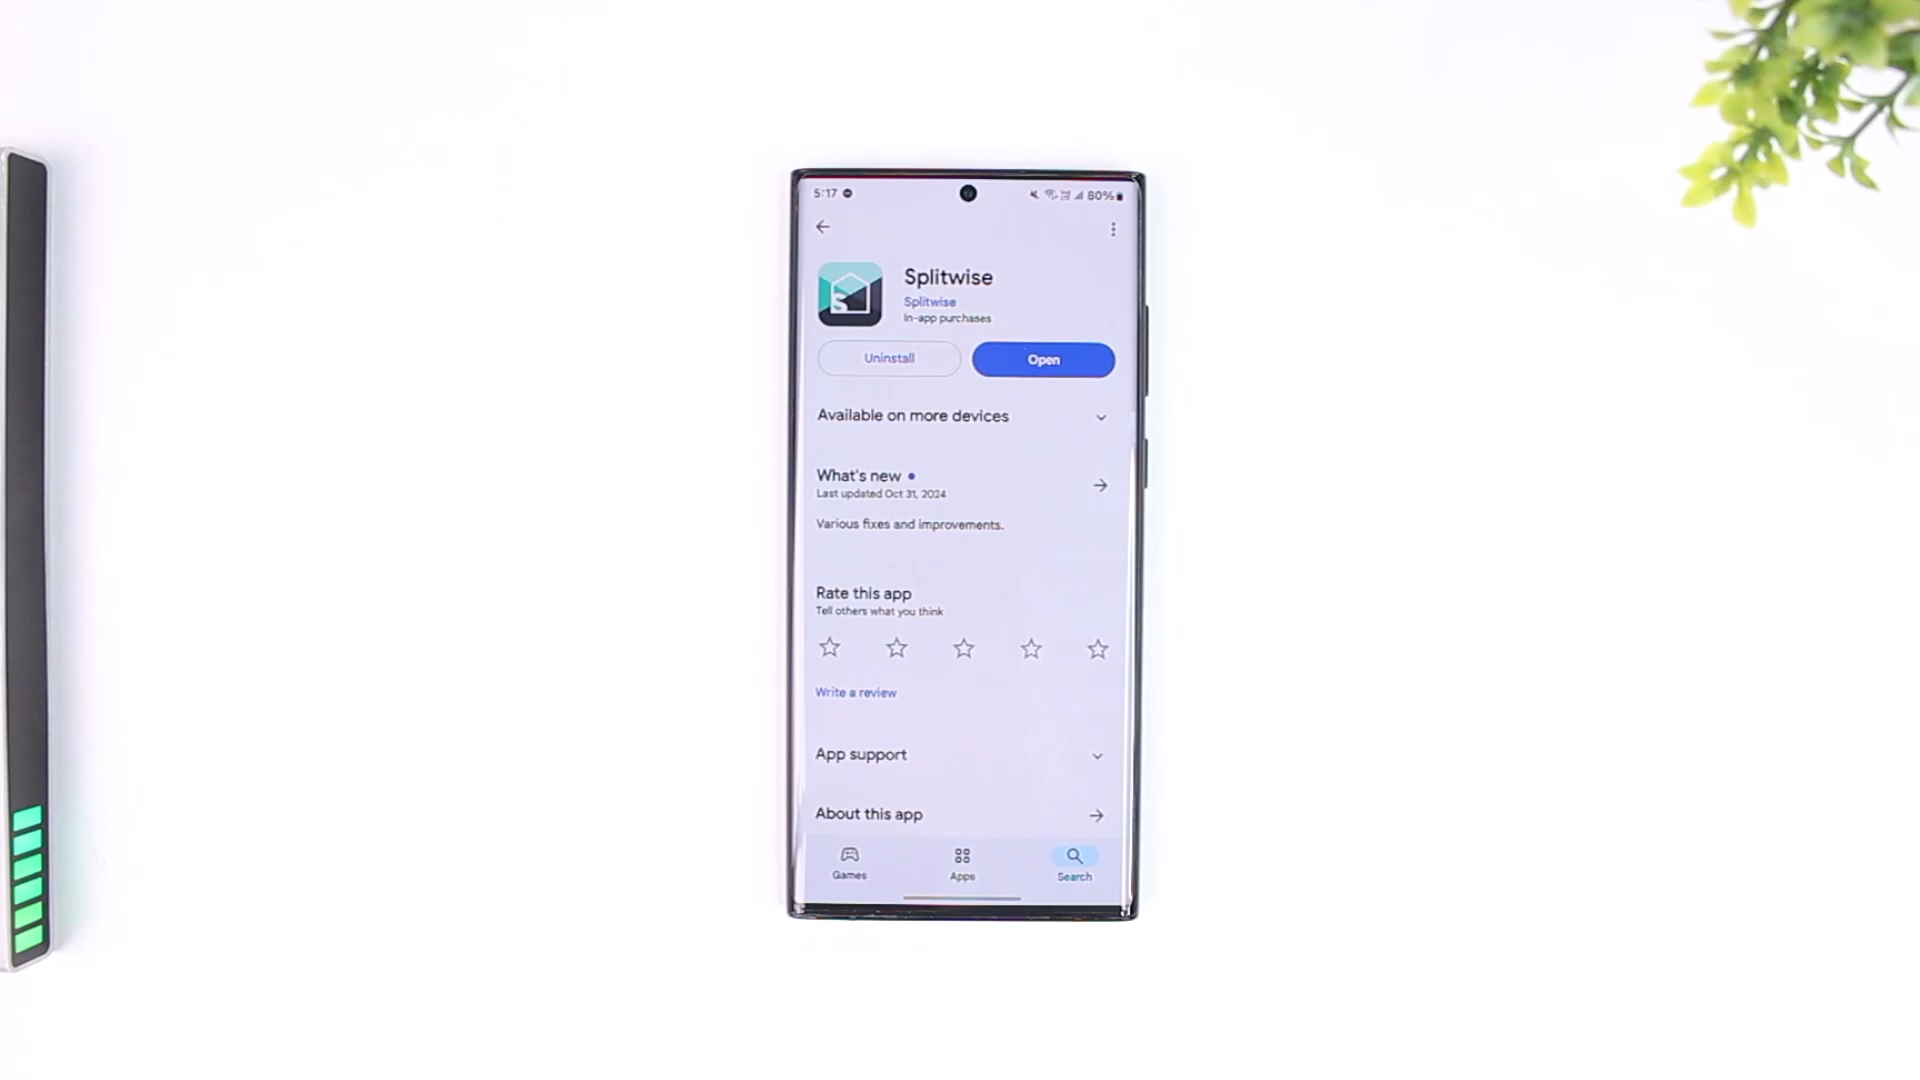 5:17
80%
Splitwise
Splitwise
In-app purchases
Uninstall
Open
Available on more devices
What's new
Last updated Oct 31, 2024
Various fixes and improvements.
Rate this app
Tell others what you think
Write a review
App support
About this app
Games
Apps
Search